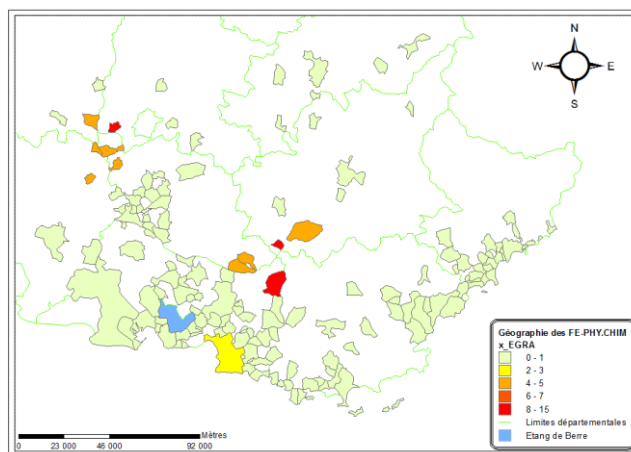 N
W E
S
Géographie des FE-PHY.CHIM
x_EGRA
0 - 1
2 - 3
4 - 5
6 - 7
8 - 15
Limites départementales
Etang de Berre
Mètres
0 23 000 46 000 92 000